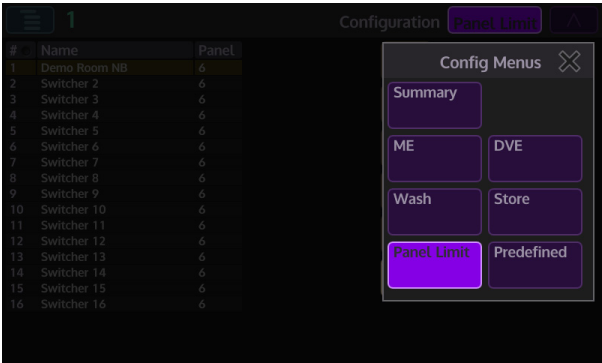 1 Configuration Panel Limit
# Name Panel
1 Demo Room NB 6
2 Switcher 2 6
3 Switcher 3 6
4 Switcher 4 6
5 Switcher 5 6
6 Switcher 6 6
7 Switcher 7 6
8 Switcher 8 6
9 Switcher 9 6
10 Switcher 10 6
11 Switcher 11 6
12 Switcher 12 6
13 Switcher 13 6
14 Switcher 14 6
15 Switcher 15 6
16 Switcher 16 6
Config Menus
Summary
ME DVE
Wash Store
Panel Limit Predefined